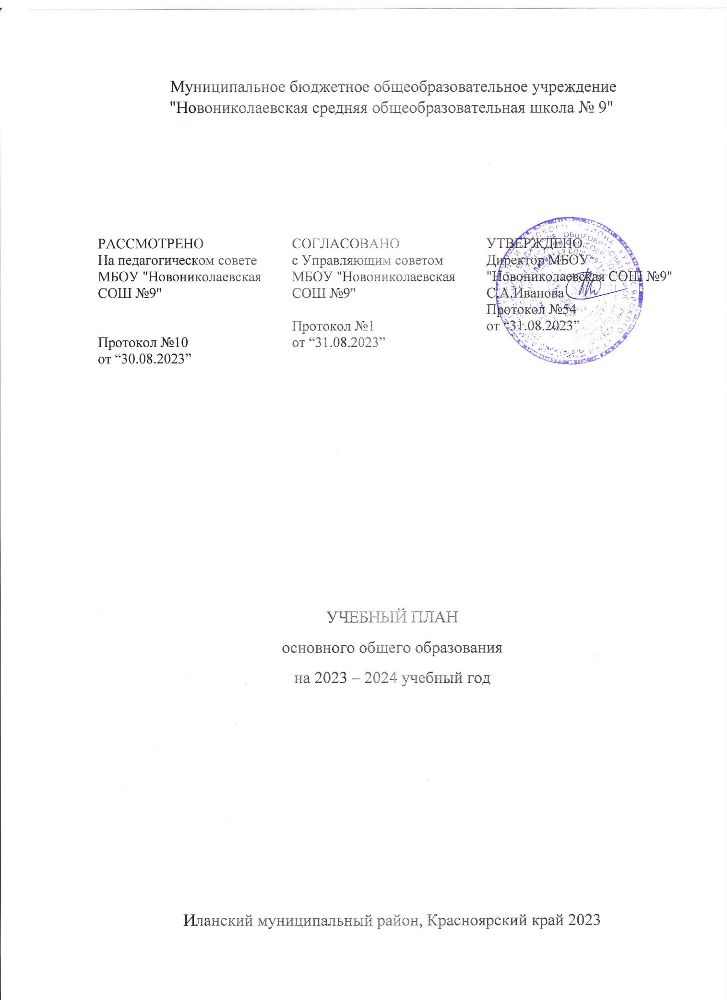 Муниципальное бюджетное общеобразовательное учреждение
"Новониколаевская средняя общеобразовательная школа № 9"
РАССМОТРЕНО
На педагогическом совете
МБОУ "Новониколаевская
СОШ №9"
Протокол №10
от “30.08.2023”
СОГЛАСОВАНО
с Управляющим советом
МБОУ "Новониколаевская
СОШ №9"
Протокол №1
от “31.08.2023”
УТВЕРЖДЕНО
Директор МБОУ
"Новониколаевская СОШ №9"
С.А.Иванова
Протокол №54
от “31.08.2023”
УЧЕБНЫЙ ПЛАН
основного общего образования
на 2023 – 2024 учебный год
Иланский муниципальный район, Красноярский край 2023